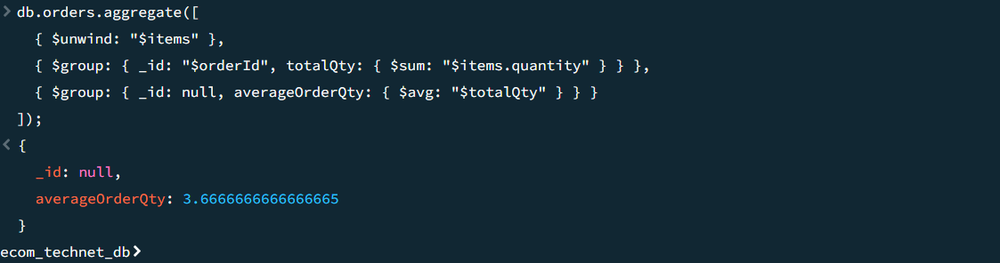 > db.orders.aggregate([
{ $unwind: "$items" },
{ $group: { _id: "$orderId", totalQty: { $sum: "$items.quantity" } } },
{ $group: { _id: null, averageOrderQty: { $avg: "$totalQty" } } }
]);
< {
_id: null,
averageOrderQty: 3.6666666666666665
}
ecom_technet_db>